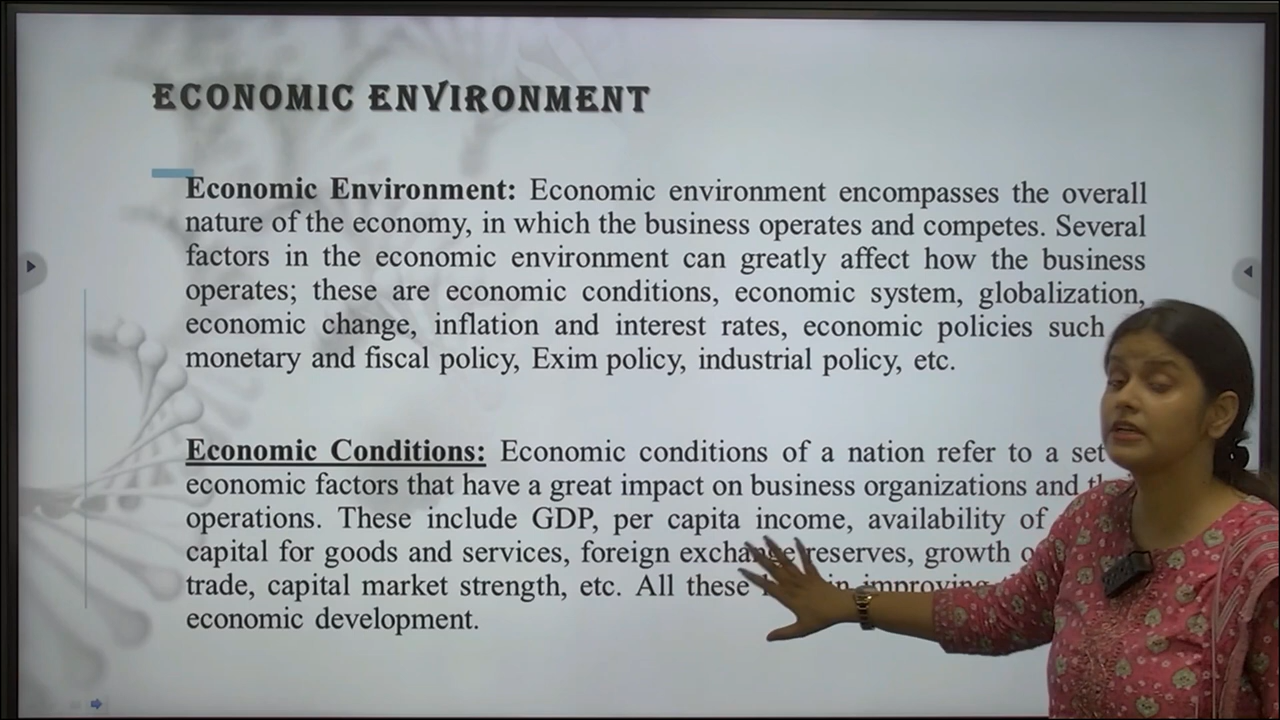 ECONOMIC ENVIRONMENT
Economic Environment: Economic environment encompasses the overall
nature of the economy, in which the business operates and competes. Several
factors in the economic environment can greatly affect how the business
operates; these are economic conditions, economic system, globalization,
economic change, inflation and interest rates, economic policies such
monetary and fiscal policy, Exim policy, industrial policy, etc.
Economic Conditions: Economic conditions of a nation refer to a set
economic factors that have a great impact on business organizations and
operations. These include GDP, per capita income, availability of
capital for goods and services, foreign exchange reserves, growth
trade, capital market strength, etc. All these in improving
economic development.